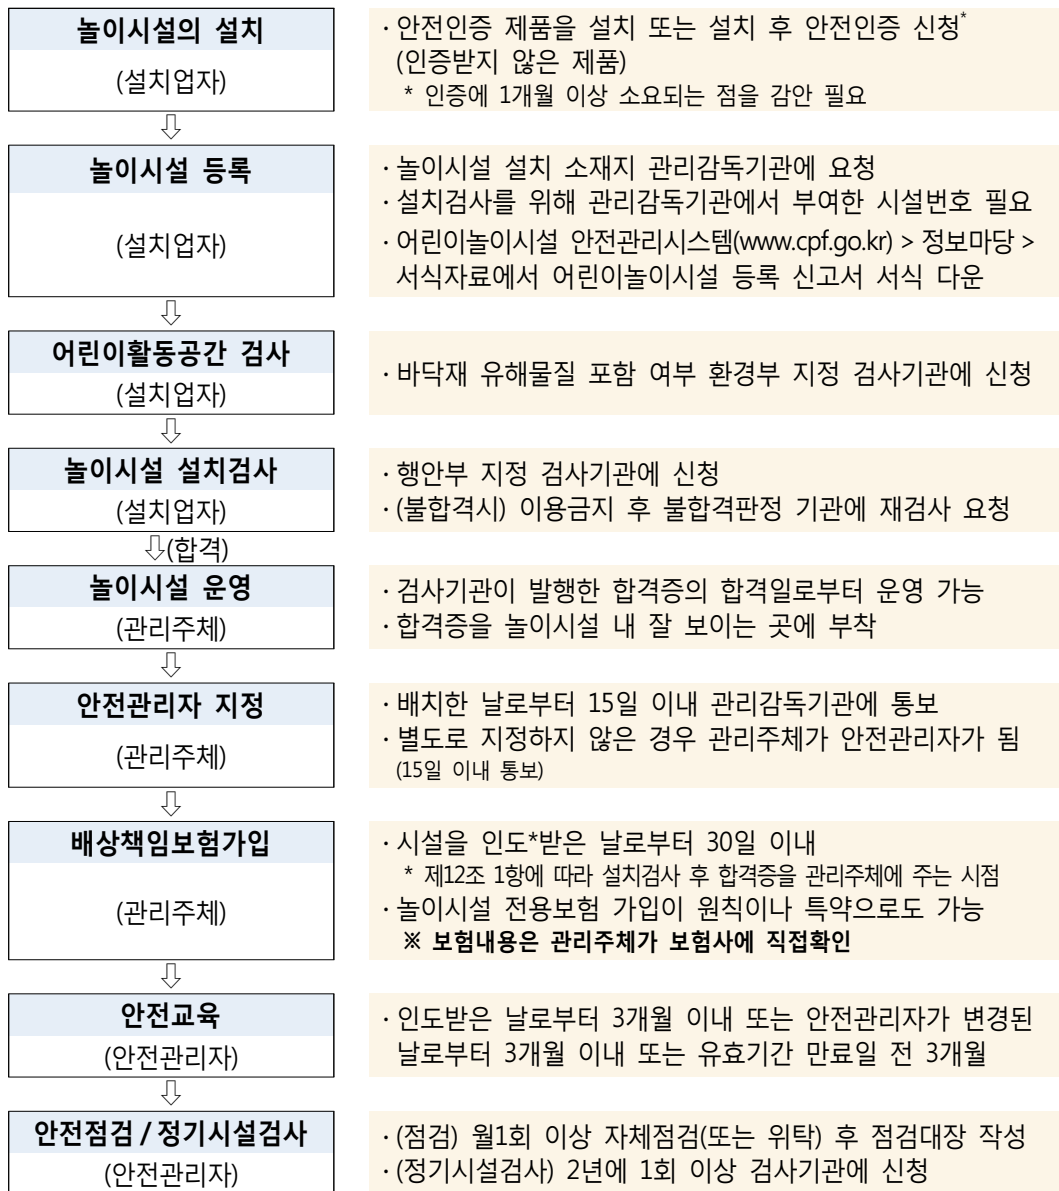 놀이시설의 설치
(설치업자)
· 안전인증 제품을 설치 또는 설치 후 안전인증 신청*
(인증받지 않은 제품)
* 인증에 1개월 이상 소요되는 점을 감안 필요
⇩
놀이시설 등록
(설치업자)
· 놀이시설 설치 소재지 관리감독기관에 요청
· 설치검사를 위해 관리감독기관에서 부여한 시설번호 필요
· 어린이놀이시설 안전관리시스템(www.cpf.go.kr) > 정보마당 >
서식자료에서 어린이놀이시설 등록 신고서 서식 다운
⇩
어린이활동공간 검사
(설치업자)
· 바닥재 유해물질 포함 여부 환경부 지정 검사기관에 신청
⇩
놀이시설 설치검사
(설치업자)
· 행안부 지정 검사기관에 신청
· (불합격시) 이용금지 후 불합격판정 기관에 재검사 요청
⇩(합격)
놀이시설 운영
(관리주체)
· 검사기관이 발행한 합격증의 합격일로부터 운영 가능
· 합격증을 놀이시설 내 잘 보이는 곳에 부착
⇩
안전관리자 지정
(관리주체)
· 배치한 날로부터 15일 이내 관리감독기관에 통보
· 별도로 지정하지 않은 경우 관리주체가 안전관리자가 됨
(15일 이내 통보)
⇩
배상책임보험가입
(관리주체)
· 시설을 인도*받은 날로부터 30일 이내
* 제12조 1항에 따라 설치검사 후 합격증을 관리주체에 주는 시점
· 놀이시설 전용보험 가입이 원칙이나 특약으로도 가능
※ 보험내용은 관리주체가 보험사에 직접확인
⇩
안전교육
(안전관리자)
· 인도받은 날로부터 3개월 이내 또는 안전관리자가 변경된
날로부터 3개월 이내 또는 유효기간 만료일 전 3개월
⇩
안전점검 / 정기시설검사
(안전관리자)
· (점검) 월1회 이상 자체점검(또는 위탁) 후 점검대장 작성
· (정기시설검사) 2년에 1회 이상 검사기관에 신청